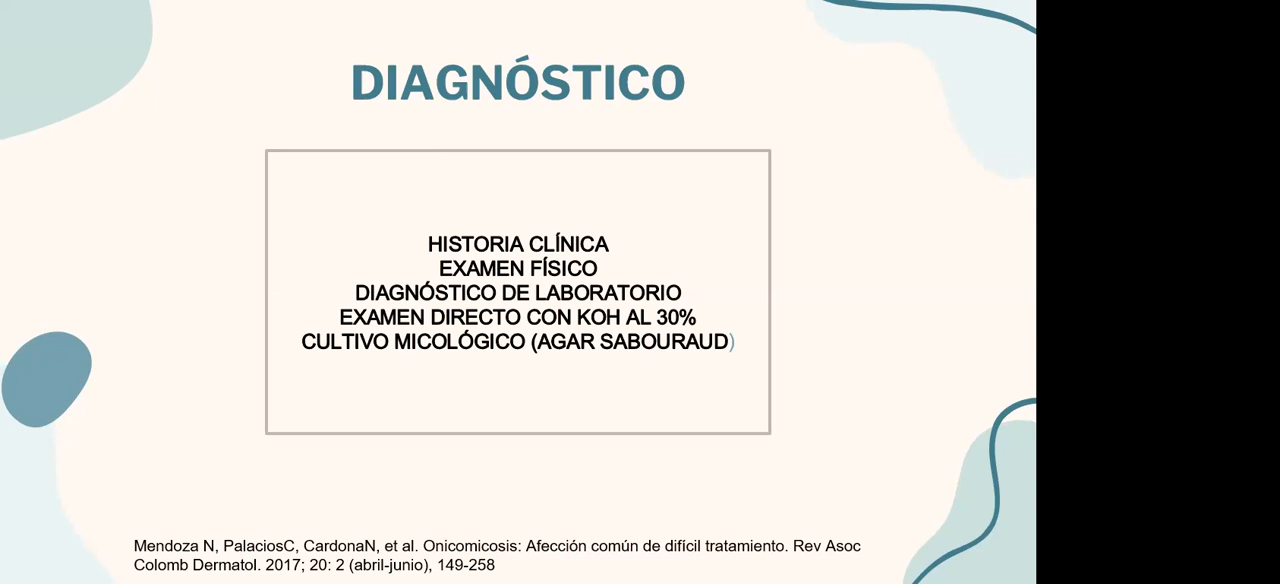 DIAGNÓSTICO
HISTORIA CLÍNICA
EXAMEN FÍSICO
DIAGNÓSTICO DE LABORATORIO
EXAMEN DIRECTO CON KOH AL 30%
CULTIVO MICOLÓGICO (AGAR SABOURAUD)
Mendoza N, PalaciosC, CardonaN, et al. Onicomicosis: Afección común de difícil tratamiento. Rev Asoc
Colomb Dermatol. 2017; 20: 2 (abril-junio), 149-258